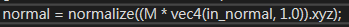 normal = normalize((M * vec4(in_normal, 1.0)).xyz);